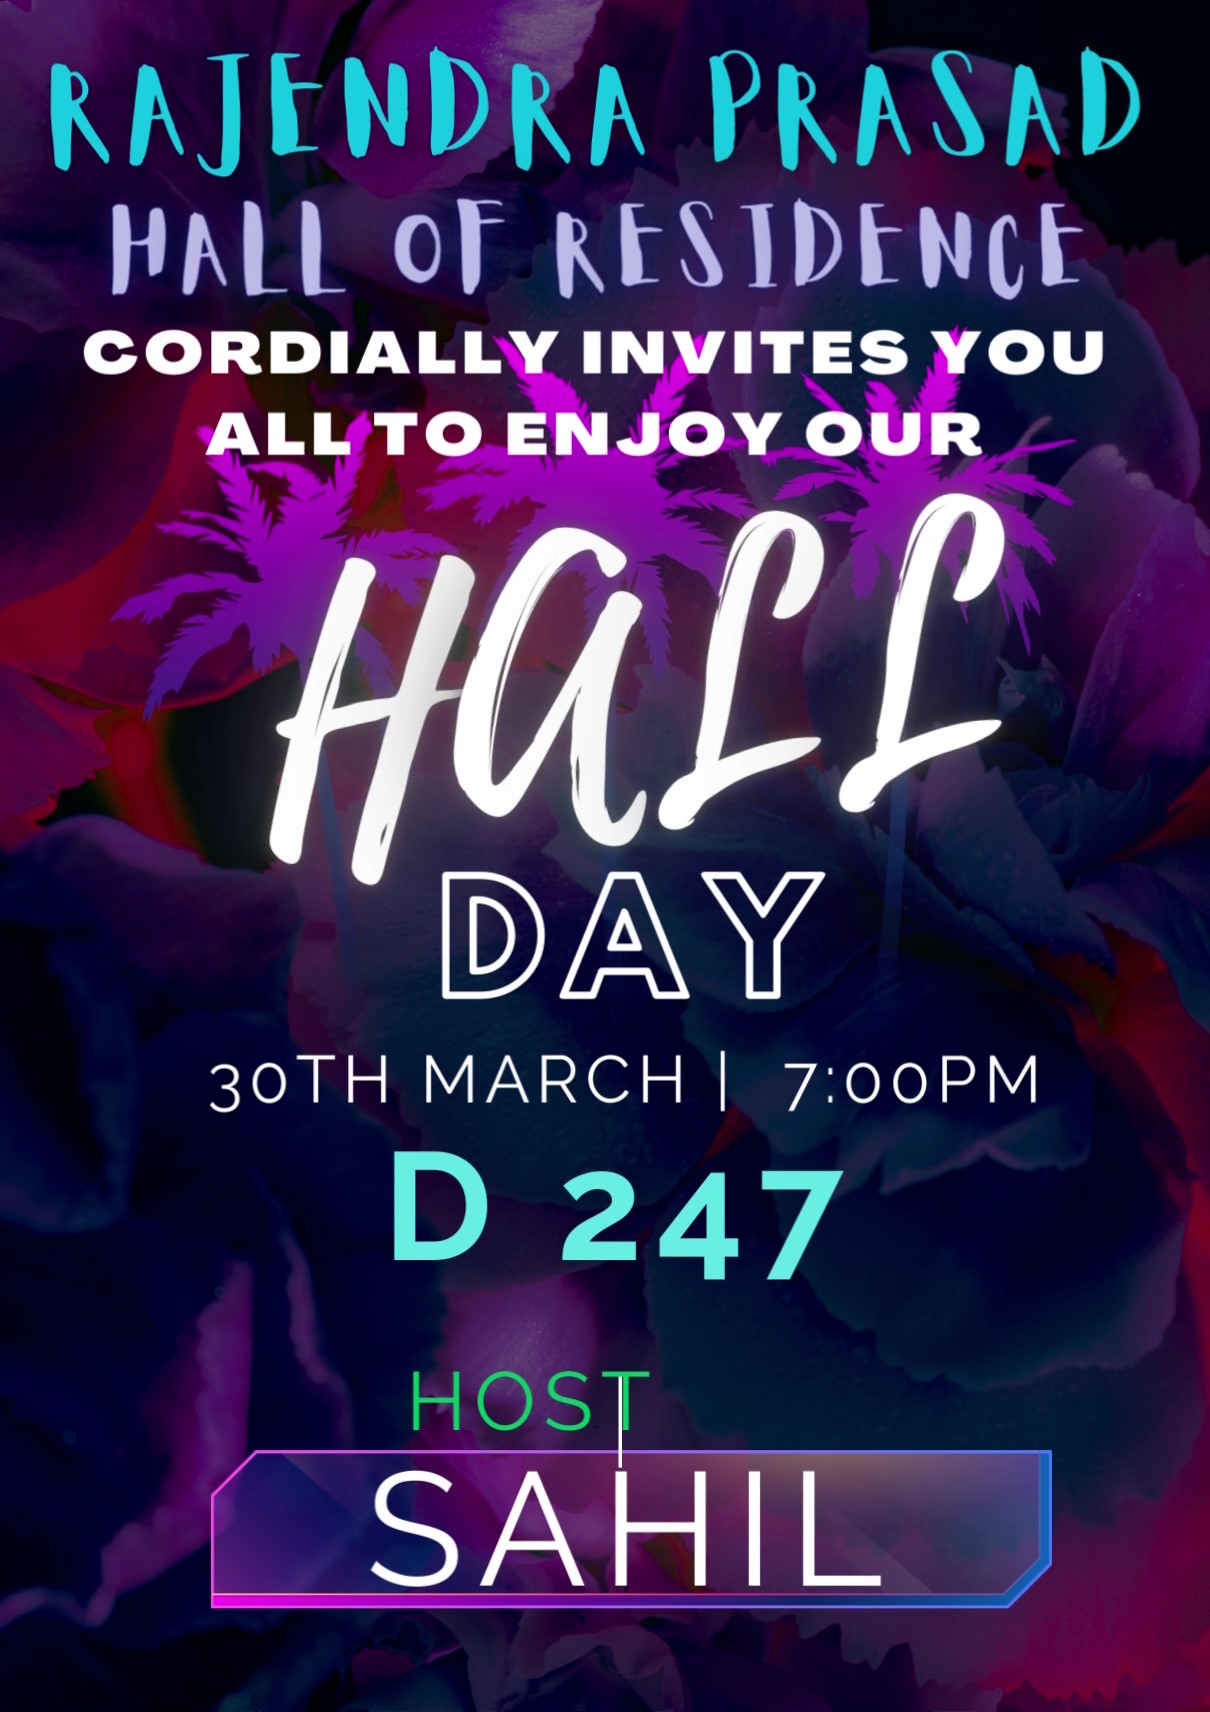 RAJENDRA PRASAD
HALL OF RESIDENCE
CORDIALLY INVITES YOU
ALL TO ENJOY OUR
HALL
DAY
30TH MARCH | 7:00PM
D 247
HOST
SAHIL